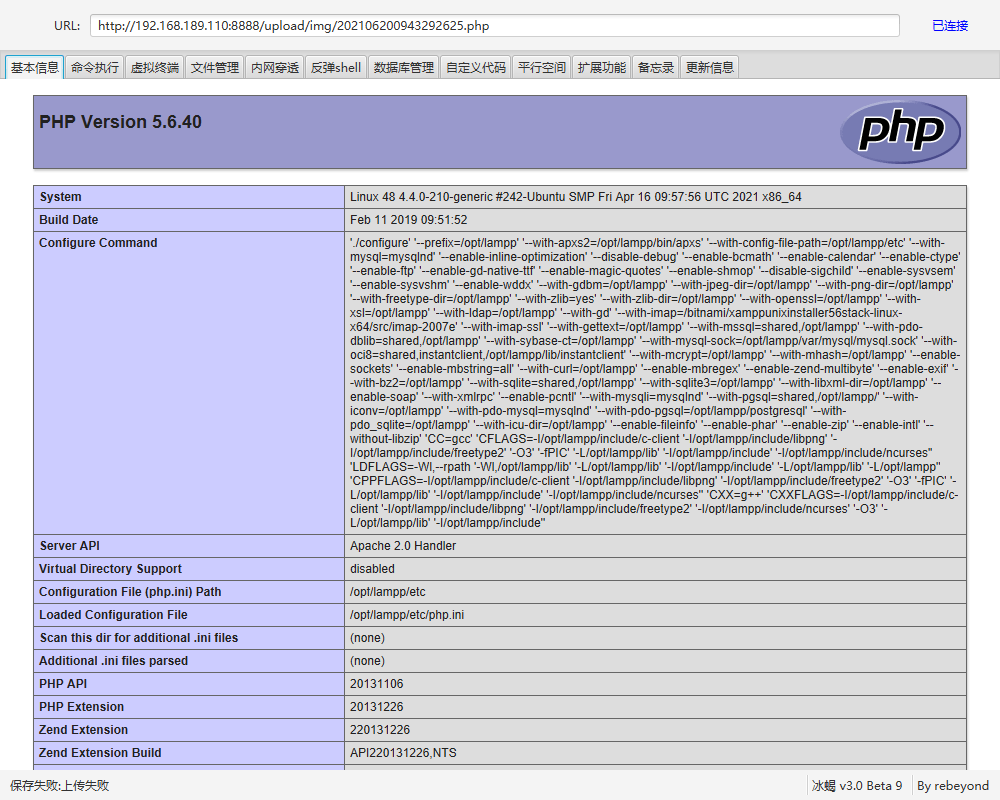 URL: http://192.168.189.110:8888/upload/img/202106200943292625.php 已连接
基本信息 命令执行 虚拟终端 文件管理 内网穿透 反弹shell 数据库管理 自定义代码 平行空间 扩展功能 备忘录 更新信息
PHP Version 5.6.40
php
System Linux 48 4.4.0-210-generic #242-Ubuntu SMP Fri Apr 16 09:57:56 UTC 2021 x86_64
Build Date Feb 11 2019 09:51:52
Configure Command './configure' '--prefix=/opt/lampp' '--with-apxs2=/opt/lampp/bin/apxs' '--with-config-file-path=/opt/lampp/etc' '--with-
mysql=mysqlnd' '--enable-inline-optimization' '--disable-debug' '--enable-bcmath' '--enable-calendar' '--enable-ctype'
'--enable-ftp' '--enable-gd-native-ttf' '--enable-magic-quotes' '--enable-shmop' '--disable-sigchild' '--enable-sysvsem'
'--enable-sysvshm' '--enable-wddx' '--with-gdbm=/opt/lampp' '--with-jpeg-dir=/opt/lampp' '--with-png-dir=/opt/lampp'
'--with-freetype-dir=/opt/lampp' '--with-zlib=yes' '--with-zlib-dir=/opt/lampp' '--with-openssl=/opt/lampp' '--with-
xsl=/opt/lampp' '--with-ldap=/opt/lampp' '--with-gd' '--with-imap=/bitnami/xamppunixinstaller56stack-linux-
x64/src/imap-2007e' '--with-imap-ssl' '--with-gettext=/opt/lampp' '--with-mssql=shared,/opt/lampp' '--with-pdo-
dblib=shared,/opt/lampp' '--with-sybase-ct=/opt/lampp' '--with-mysql-sock=/opt/lampp/var/mysql/mysql.sock' '--with-
oci8=shared,instantclient,/opt/lampp/lib/instantclient' '--with-mcrypt=/opt/lampp' '--with-mhash=/opt/lampp' '--enable-
sockets' '--enable-mbstring=all' '--with-curl=/opt/lampp' '--enable-mbregex' '--enable-zend-multibyte' '--enable-exif' '-
-with-bz2=/opt/lampp' '--with-sqlite=shared,/opt/lampp' '--with-sqlite3=/opt/lampp' '--with-libxml-dir=/opt/lampp' '--
enable-soap' '--with-xmlrpc' '--enable-pcntl' '--with-mysqli=mysqlnd' '--with-pgsql=shared,/opt/lampp/' '--with-
iconv=/opt/lampp' '--with-pdo-mysql=mysqlnd' '--with-pdo-pgsql=/opt/lampp/postgresql' '--with-
pdo_sqlite=/opt/lampp' '--with-icu-dir=/opt/lampp' '--enable-fileinfo' '--enable-phar' '--enable-zip' '--enable-intl' '--
without-libzip' 'CC=gcc' 'CFLAGS=-I/opt/lampp/include/c-client '-I/opt/lampp/include/libpng' '-
I/opt/lampp/include/freetype2' '-O3' '-fPIC' '-L/opt/lampp/lib' '-I/opt/lampp/include' '-I/opt/lampp/include/ncurses''
'LDFLAGS=-Wl,--rpath '-Wl,/opt/lampp/lib' '-L/opt/lampp/lib' '-I/opt/lampp/include' '-L/opt/lampp/lib' '-L/opt/lampp''
'CPPFLAGS=-I/opt/lampp/include/c-client '-I/opt/lampp/include/libpng' '-I/opt/lampp/include/freetype2' '-O3' '-fPIC' '-
L/opt/lampp/lib' '-I/opt/lampp/include' '-I/opt/lampp/include/ncurses'' 'CXX=g++' 'CXXFLAGS=-I/opt/lampp/include/c-
client '-I/opt/lampp/include/libpng' '-I/opt/lampp/include/freetype2' '-I/opt/lampp/include/ncurses' '-O3' '-
L/opt/lampp/lib' '-I/opt/lampp/include''
Server API Apache 2.0 Handler
Virtual Directory Support disabled
Configuration File (php.ini) Path /opt/lampp/etc
Loaded Configuration File /opt/lampp/etc/php.ini
Scan this dir for additional .ini files (none)
Additional .ini files parsed (none)
PHP API 20131106
PHP Extension 20131226
Zend Extension 220131226
Zend Extension Build API220131226,NTS
保存失败:上传失败 冰蝎 v3.0 Beta 9 By rebeyond